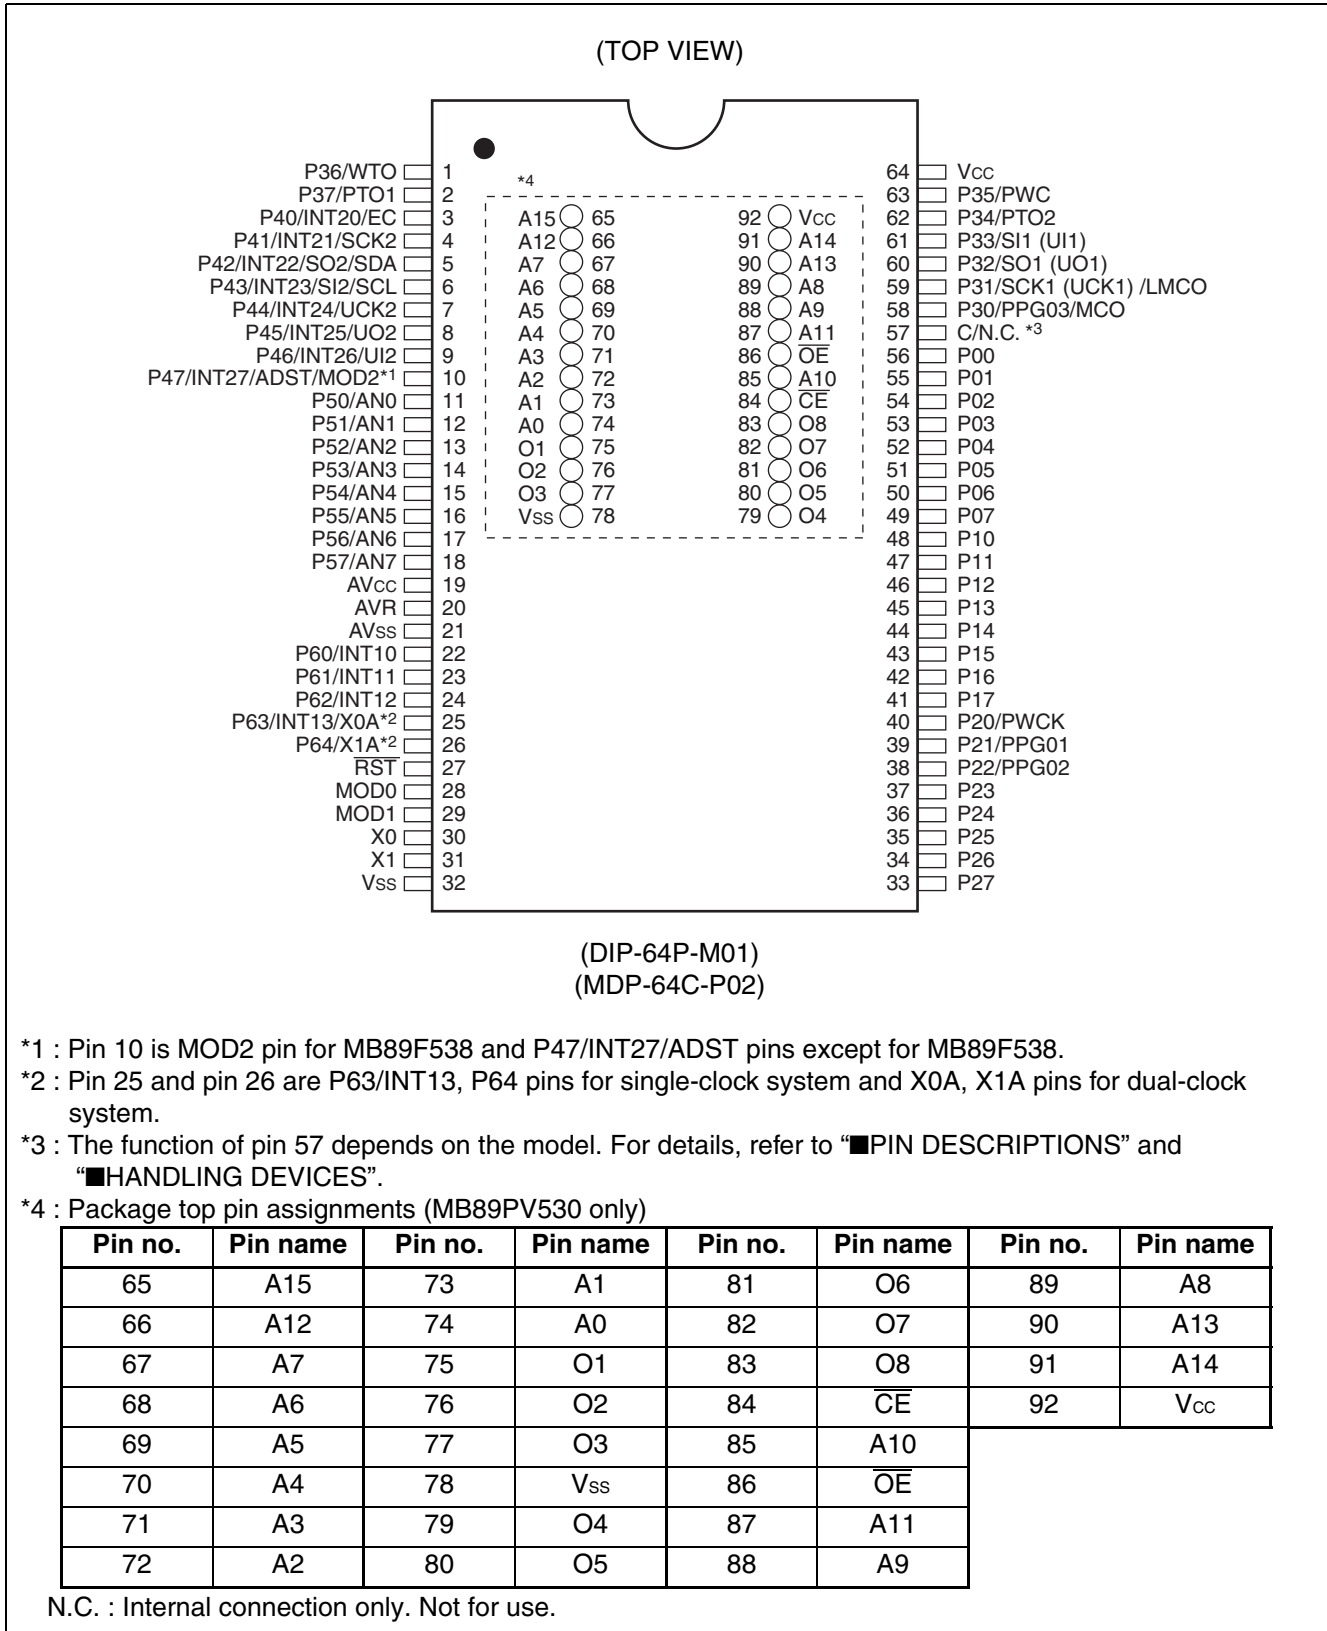 (TOP VIEW)
P36/WTO 1 64 Vcc
P37/PTO1 2 *4 63 P35/PWC
P40/INT20/EC 3 A15 65 92 Vcc 62 P34/PTO2
P41/INT21/SCK2 4 A12 66 91 A14 61 P33/SI1 (UI1)
P42/INT22/SO2/SDA 5 A7 67 90 A13 60 P32/SO1 (UO1)
P43/INT23/SI2/SCL 6 A6 68 89 A8 59 P31/SCK1 (UCK1) /LMCO
P44/INT24/UCK2 7 A5 69 88 A9 58 P30/PPG03/MCO
P45/INT25/UO2 8 A4 70 87 A11 57 C/N.C. *3
P46/INT26/UI2 9 A3 71 86 O̅E̅ 56 P00
P47/INT27/ADST/MOD2*1 10 A2 72 85 A10 55 P01
P50/AN0 11 A1 73 84 C̅E̅ 54 P02
P51/AN1 12 A0 74 83 O8 53 P03
P52/AN2 13 O1 75 82 O7 52 P04
P53/AN3 14 O2 76 81 O6 51 P05
P54/AN4 15 O3 77 80 O5 50 P06
P55/AN5 16 Vss 78 79 O4 49 P07
P56/AN6 17 48 P10
P57/AN7 18 47 P11
AVcc 19 46 P12
AVR 20 45 P13
AVss 21 44 P14
P60/INT10 22 43 P15
P61/INT11 23 42 P16
P62/INT12 24 41 P17
P63/INT13/X0A*2 25 40 P20/PWCK
P64/X1A*2 26 39 P21/PPG01
R̅S̅T̅ 27 38 P22/PPG02
MOD0 28 37 P23
MOD1 29 36 P24
X0 30 35 P25
X1 31 34 P26
Vss 32 33 P27
(DIP-64P-M01)
(MDP-64C-P02)
*1 : Pin 10 is MOD2 pin for MB89F538 and P47/INT27/ADST pins except for MB89F538.
*2 : Pin 25 and pin 26 are P63/INT13, P64 pins for single-clock system and X0A, X1A pins for dual-clock
system.
*3 : The function of pin 57 depends on the model. For details, refer to “■PIN DESCRIPTIONS” and
“■HANDLING DEVICES”.
*4 : Package top pin assignments (MB89PV530 only)
Pin no. Pin name Pin no. Pin name Pin no. Pin name Pin no. Pin name
65 A15 73 A1 81 O6 89 A8
66 A12 74 A0 82 O7 90 A13
67 A7 75 O1 83 O8 91 A14
68 A6 76 O2 84 C̅E̅ 92 Vcc
69 A5 77 O3 85 A10
70 A4 78 Vss 86 O̅E̅
71 A3 79 O4 87 A11
72 A2 80 O5 88 A9
N.C. : Internal connection only. Not for use.